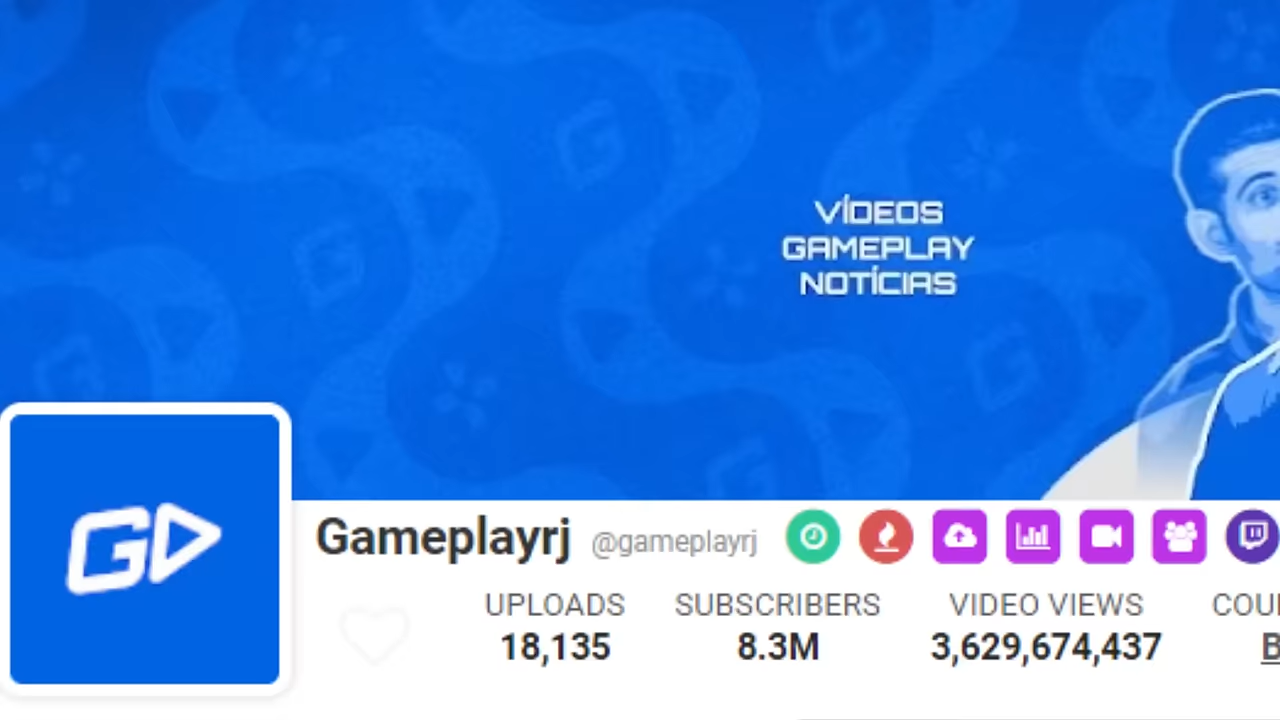 VÍDEOS
GAMEPLAY
NOTÍCIAS
Gameplayrj @gameplayrj
UPLOADS SUBSCRIBERS VIDEO VIEWS
18,135 8.3M 3,629,674,437